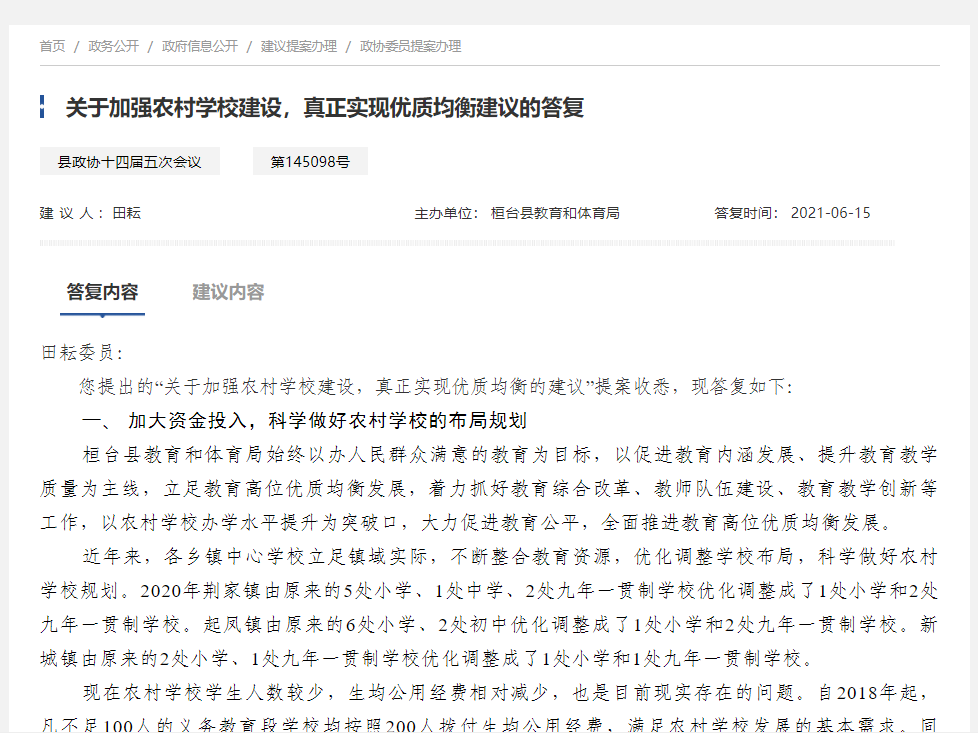 首页 / 政务公开 / 政府信息公开 / 建议提案办理 / 政协委员提案办理
关于加强农村学校建设，真正实现优质均衡建议的答复
县政协十四届五次会议 第145098号
建 议 人： 田耘 主办单位： 桓台县教育和体育局 答复时间： 2021-06-15
答复内容 建议内容
田耘委员：
您提出的“关于加强农村学校建设，真正实现优质均衡的建议”提案收悉，现答复如下：
一、 加大资金投入，科学做好农村学校的布局规划
桓台县教育和体育局始终以办人民群众满意的教育为目标，以促进教育内涵发展、提升教育教学
质量为主线，立足教育高位优质均衡发展，着力抓好教育综合改革、教师队伍建设、教育教学创新等
工作，以农村学校办学水平提升为突破口，大力促进教育公平，全面推进教育高位优质均衡发展。
近年来，各乡镇中心学校立足镇域实际，不断整合教育资源，优化调整学校布局，科学做好农村
学校规划。2020年荆家镇由原来的5处小学、1处中学、2处九年一贯制学校优化调整成了1处小学和2处
九年一贯制学校。起凤镇由原来的6处小学、2处初中优化调整成了1处小学和2处九年一贯制学校。新
城镇由原来的2处小学、1处九年一贯制学校优化调整成了1处小学和1处九年一贯制学校。
现在农村学校学生人数较少，生均公用经费相对减少，也是目前现实存在的问题。自2018年起，
凡不足100人的义务教育段学校均按照200人拨付生均公用经费，满足农村学校发展的基本需求。同